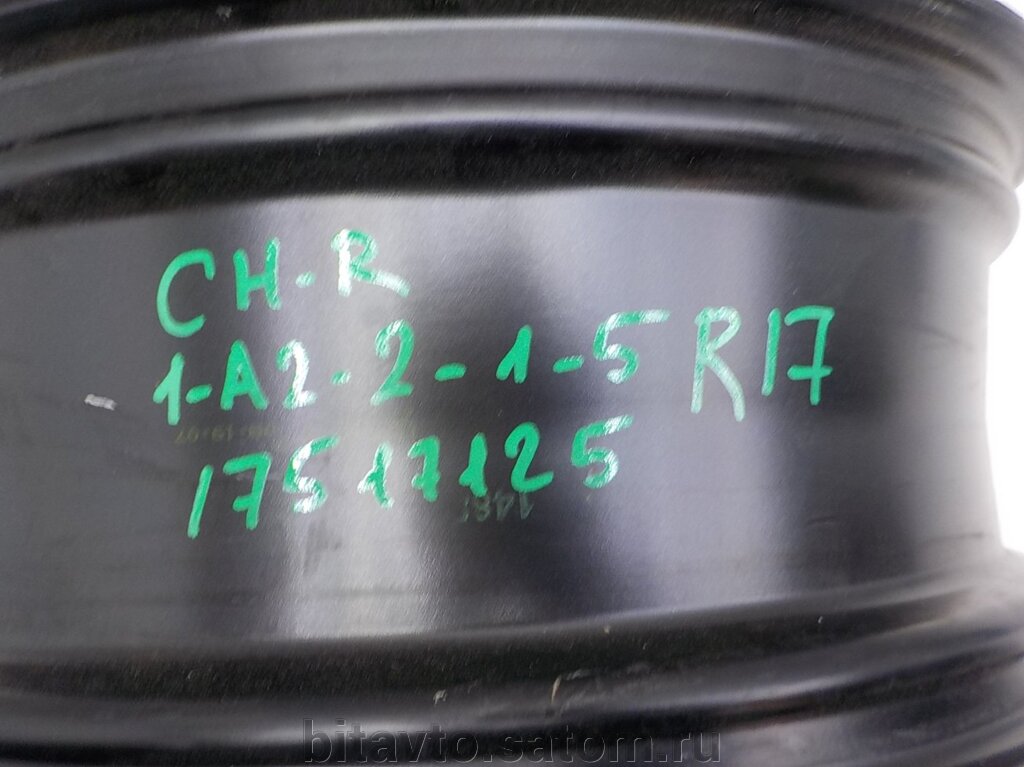 CH-R
1-A2-2-1-5 R17
17517125
bitavto.satom.ru